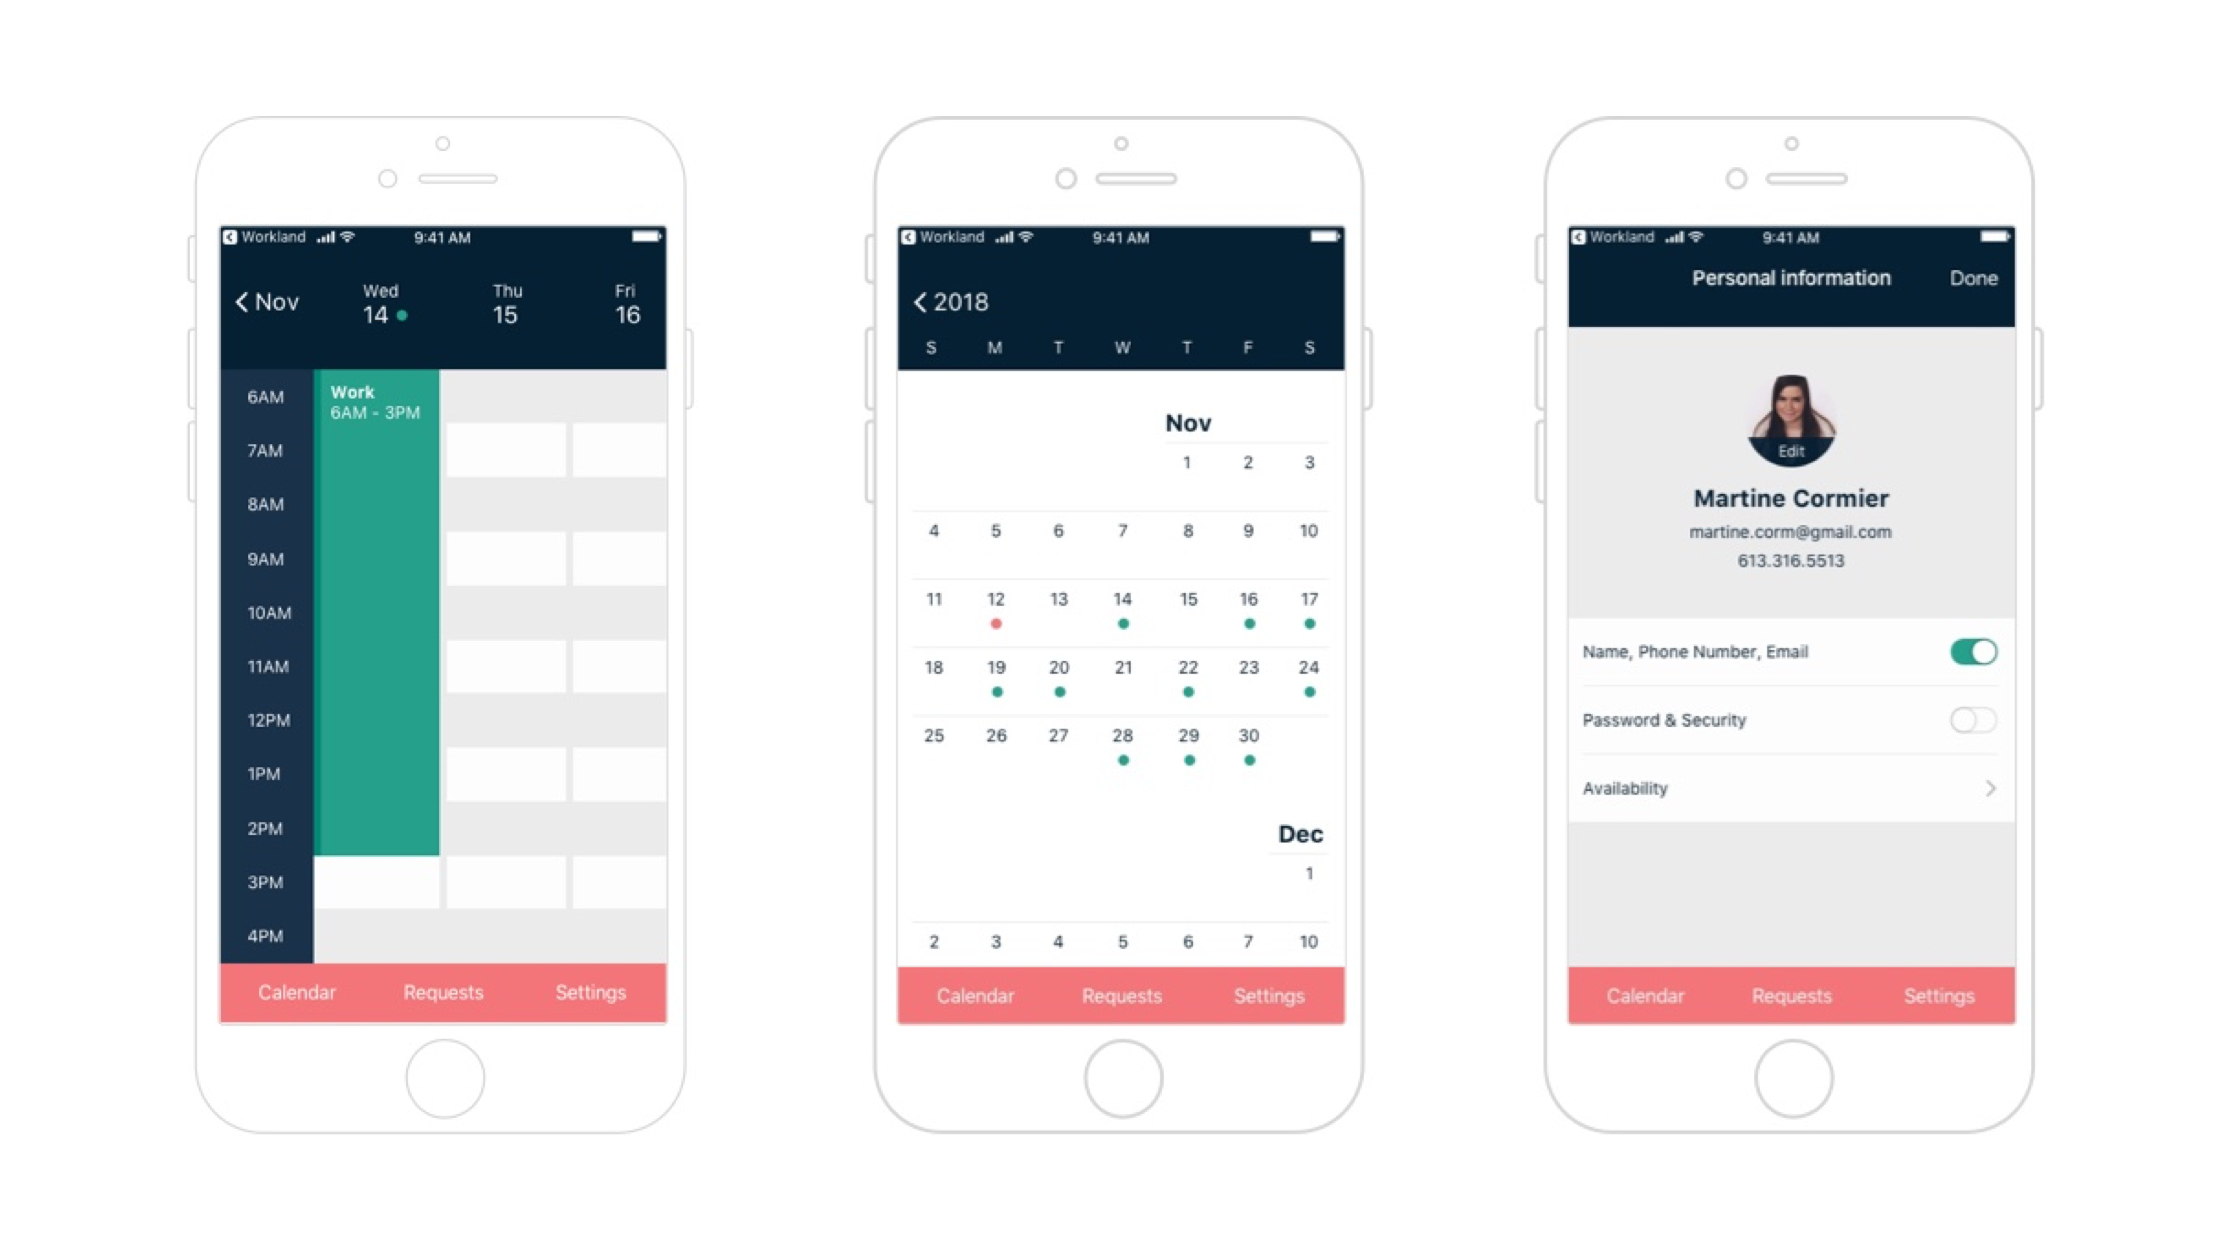 Workland 9:41 AM
Nov Wed 14 Thu 15 Fri 16
6AM
Work
6AM - 3PM
7AM
8AM
9AM
10AM
11AM
12PM
1PM
2PM
3PM
4PM
Calendar Requests Settings
Workland 9:41 AM
2018
S M T W T F S
Nov
1 2 3
4 5 6 7 8 9 10
11 12 13 14 15 16 17
18 19 20 21 22 23 24
25 26 27 28 29 30
Dec
1
2 3 4 5 6 7 10
Calendar Requests Settings
Workland 9:41 AM
Personal information Done
Edit
Martine Cormier
martine.corm@gmail.com
613.316.5513
Name, Phone Number, Email
Password & Security
Availability
Calendar Requests Settings